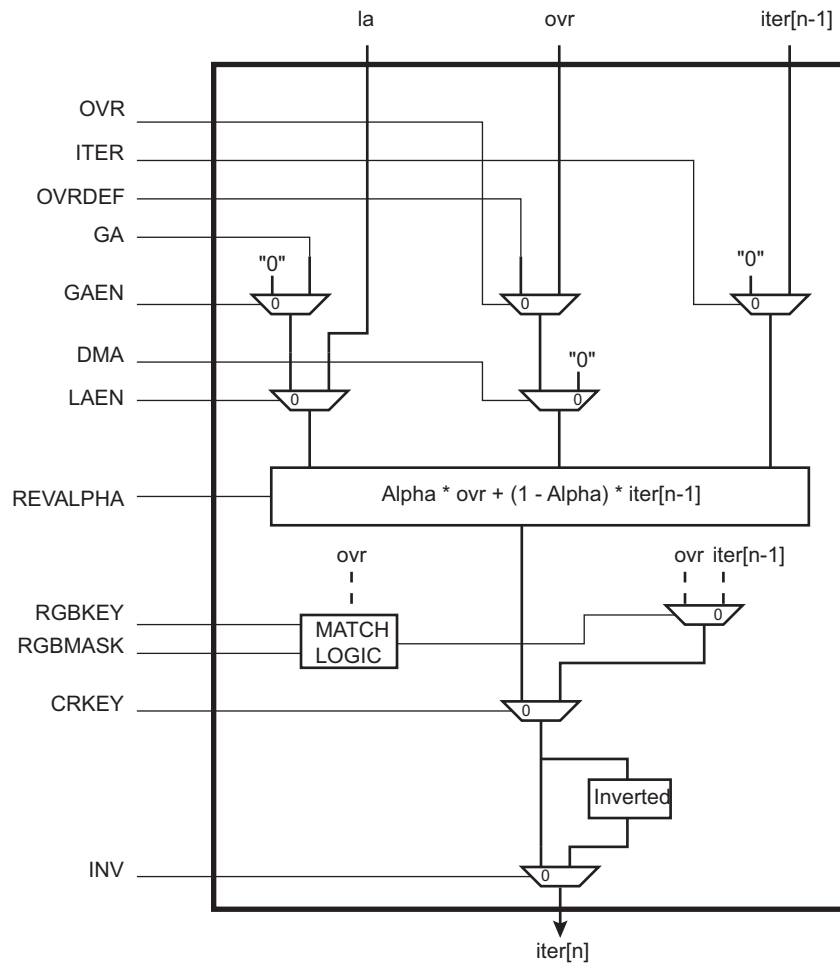 la ovr iter[n-1]
OVR
ITER
OVRDEF
GA
"0" "0"
GAEN 0 0 0
DMA "0"
LAEN 0 0
REVALPHA Alpha * ovr + (1 - Alpha) * iter[n-1]
ovr ovr iter[n-1]
RGBKEY 0
MATCH
RGBMASK LOGIC
CRKEY 0
Inverted
INV 0
iter[n]